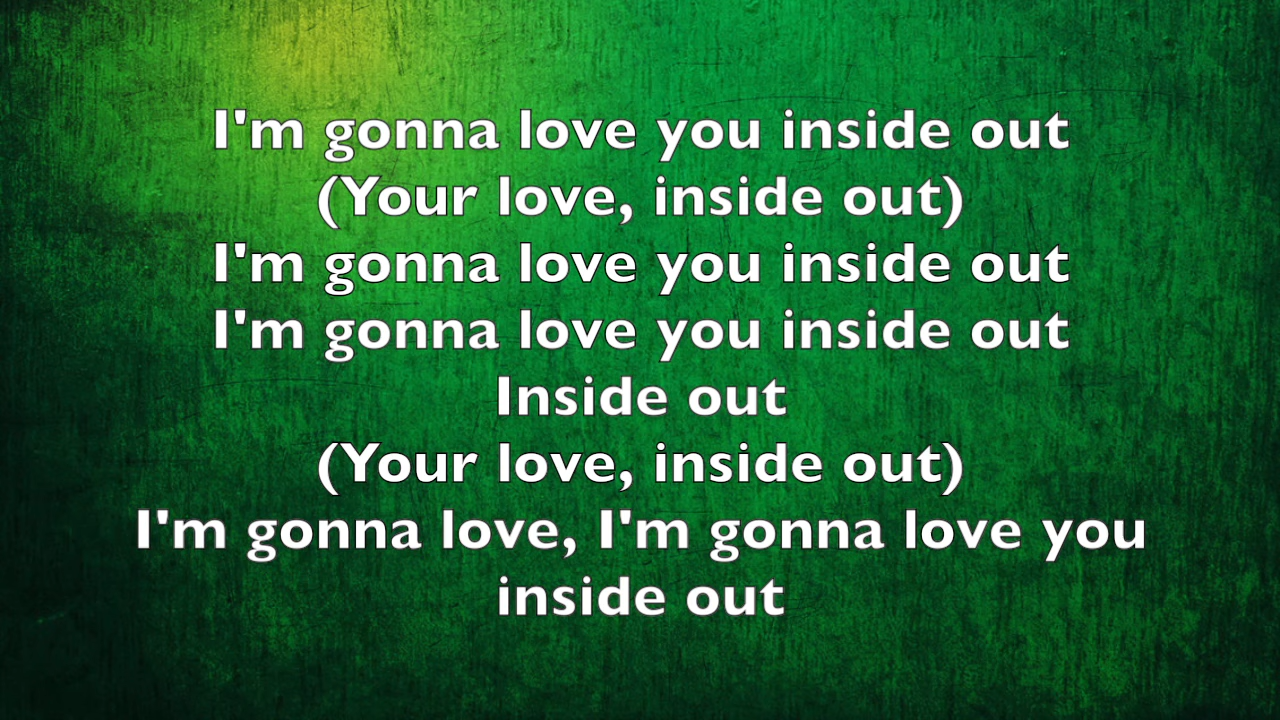 I'm gonna love you inside out
(Your love, inside out)
I'm gonna love you inside out
I'm gonna love you inside out
Inside out
(Your love, inside out)
I'm gonna love, I'm gonna love you
inside out